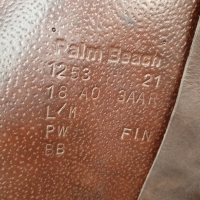 Palm Beach
1253 21
18 AO 3AAR
L/M
PW FIN
BB